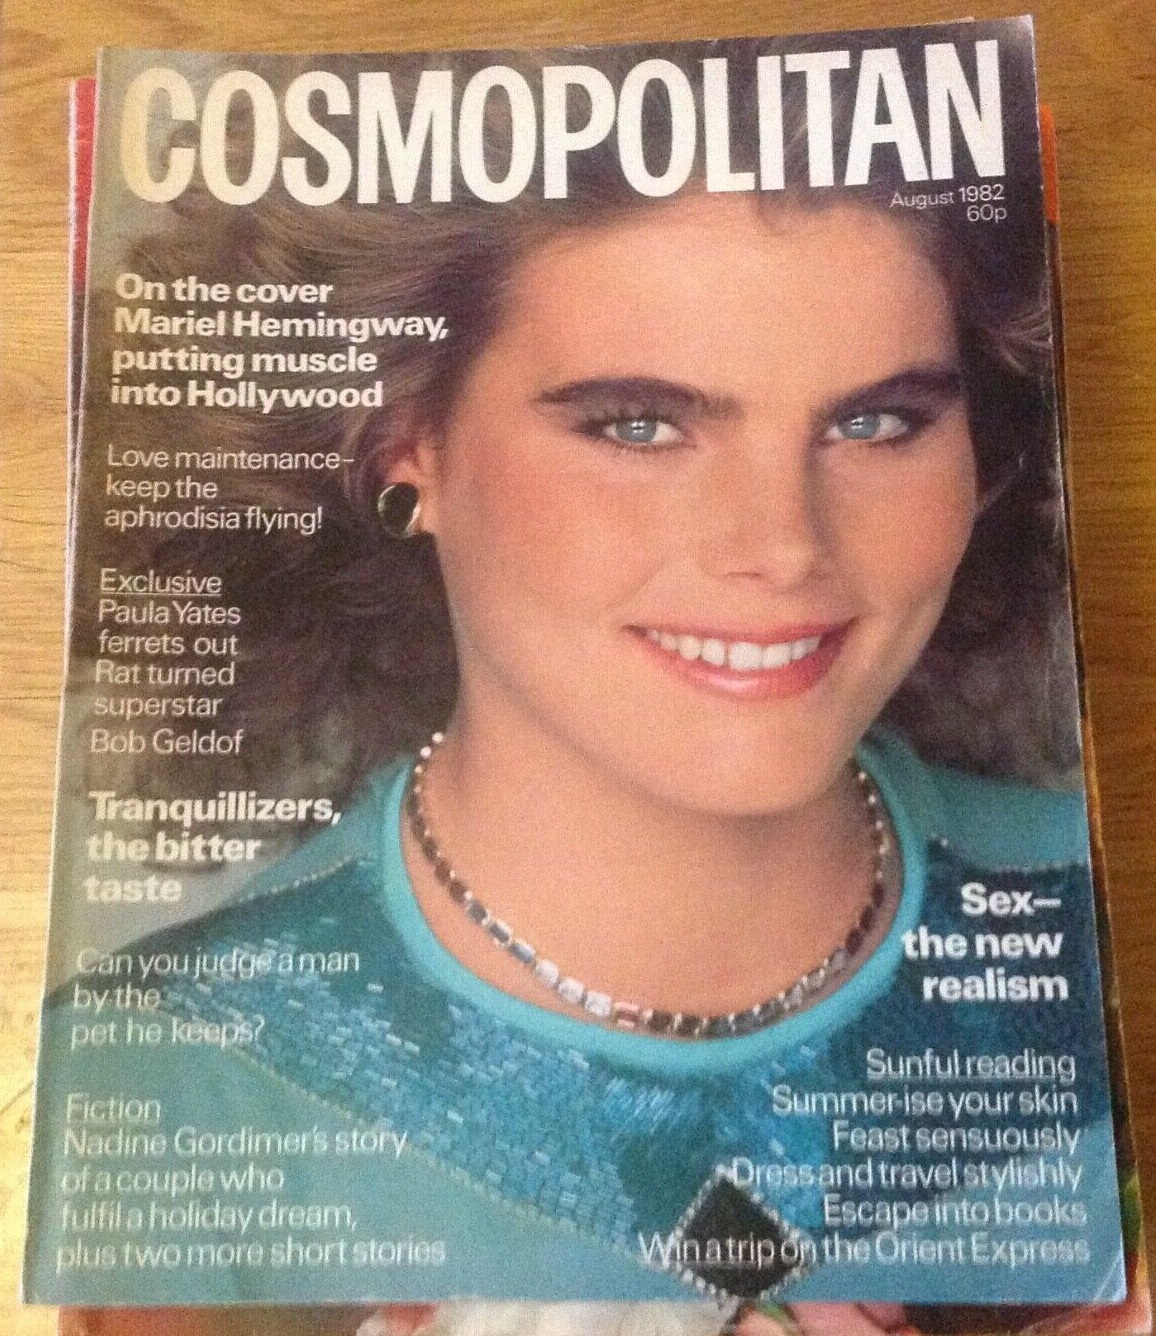 COSMOPOLITAN
August 1982
60p
On the cover
Mariel Hemingway,
putting muscle
into Hollywood
Love maintenance–
keep the
aphrodisia flying!
Exclusive
Paula Yates
ferrets out
Rat turned
superstar
Bob Geldof
Tranquillizers,
the bitter
taste
Can you judge a man
by the
pet he keeps?
Fiction
Nadine Gordimer's story
of a couple who
fulfil a holiday dream,
plus two more short stories
Sex—
the new
realism
Sunful reading
Summer-ise your skin
Feast sensuously
Dress and travel stylishly
Escape into books
Win a trip on the Orient Express